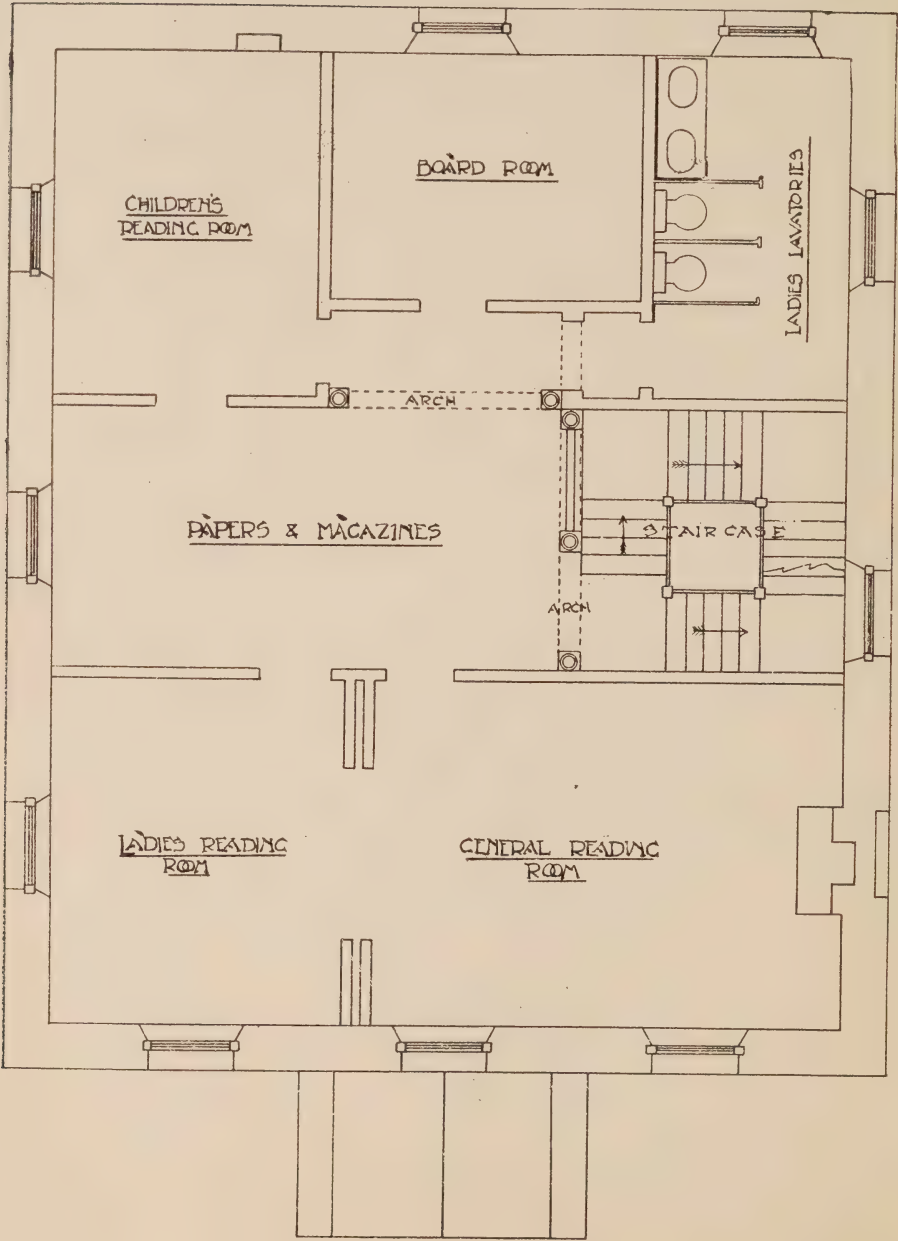 CHILDREN'S
READING ROOM
BOARD ROOM
LADIES LAVATORIES
ARCH
PAPERS & MAGAZINES
STAIR CASE
ARCH
LADIES READING
ROOM
GENERAL READING
ROOM